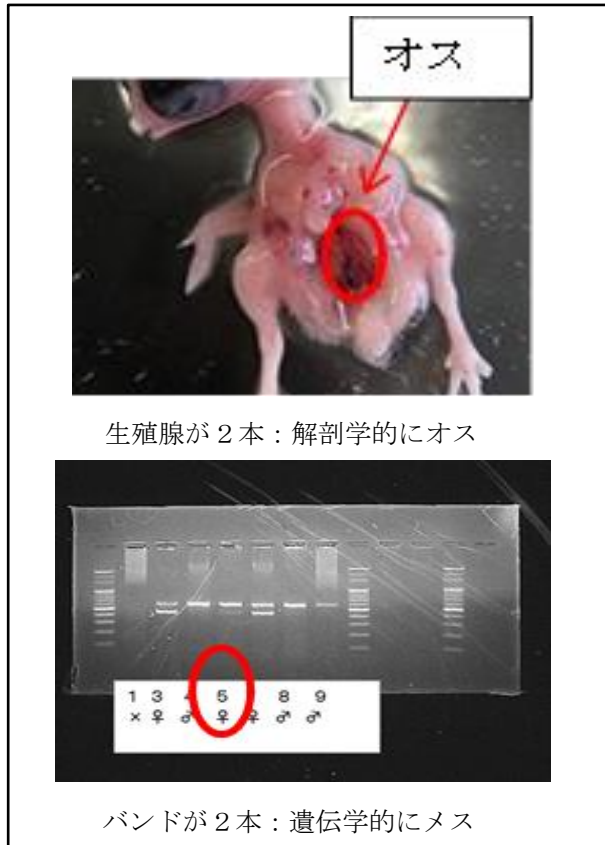 オス
生殖腺が２本：解剖学的にオス
1 3 4 5 8 9
× ♀ ♂ ♀ ♀ ♂ ♂
バンドが２本：遺伝学的にメス